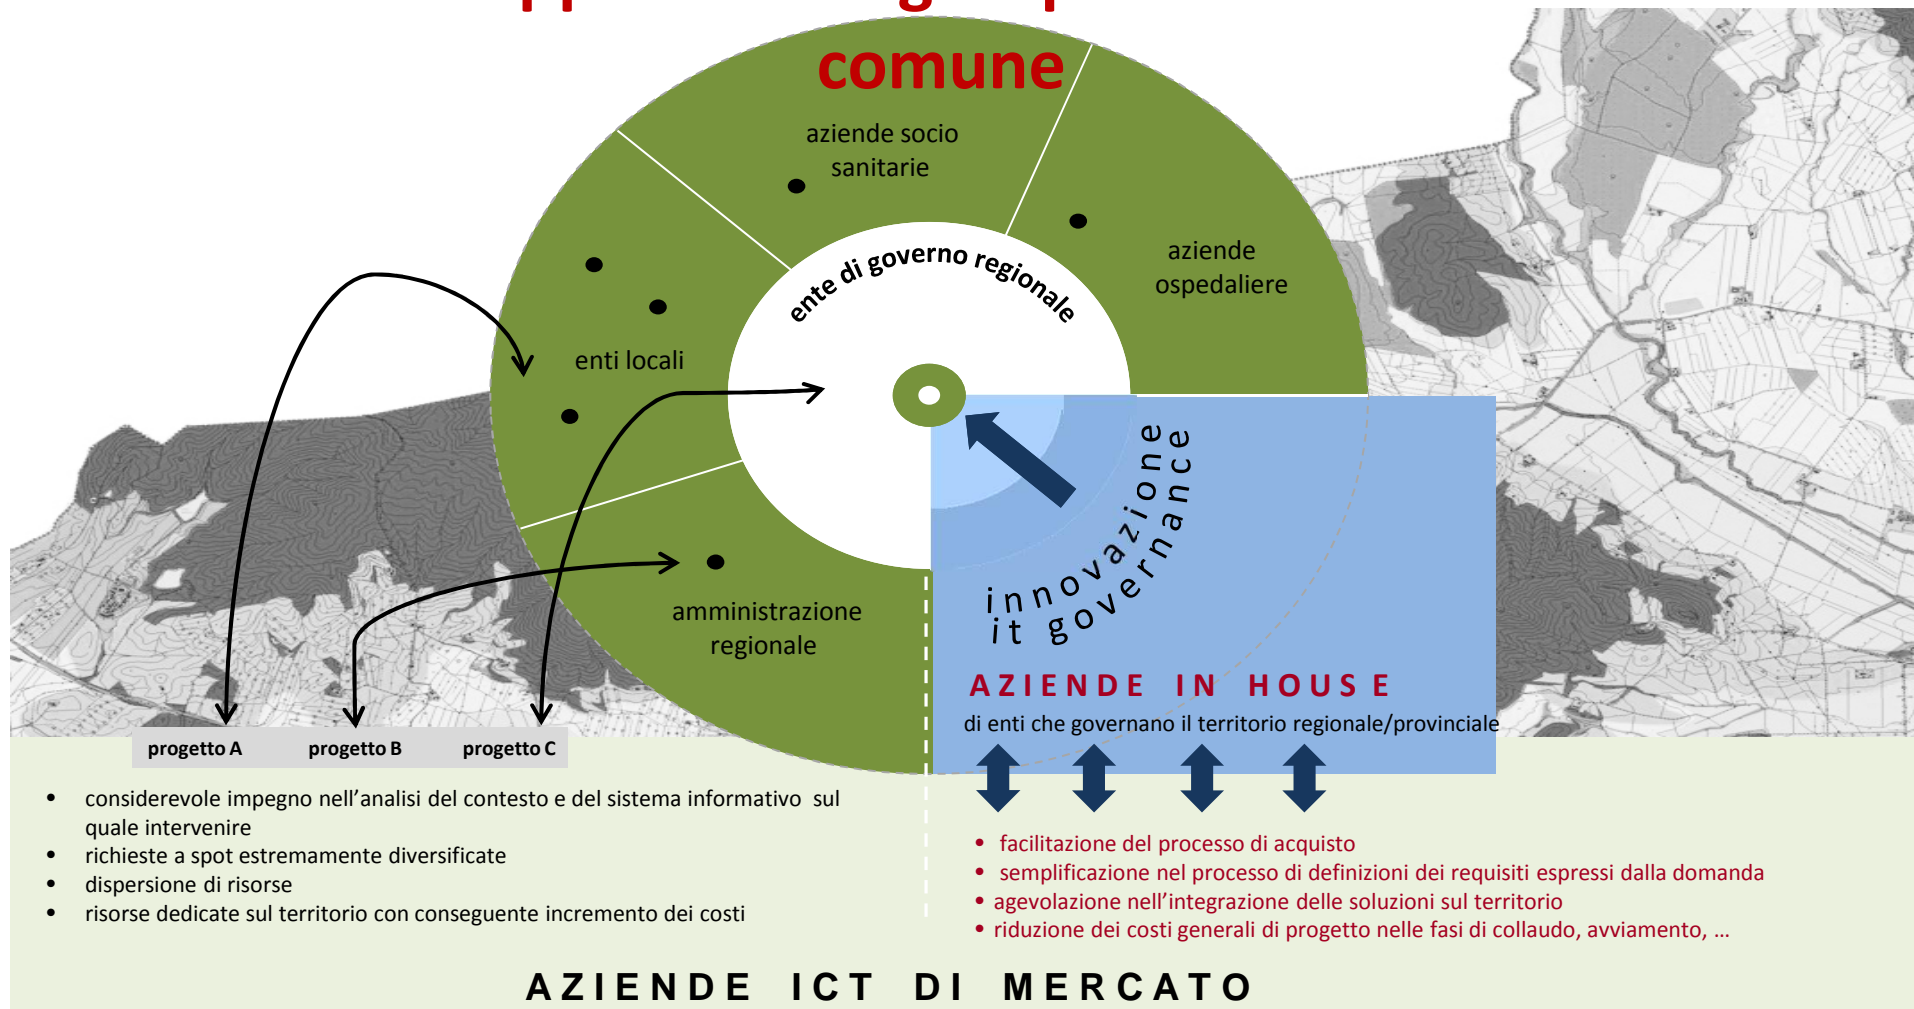 comune
aziende socio
sanitarie
aziende
ospedaliere
ente di governo regionale
enti locali
amministrazione
regionale
innovazione
it governance
AZIENDE IN HOUSE
di enti che governano il territorio regionale/provinciale
progetto A progetto B progetto C
• considerevole impegno nell’analisi del contesto e del sistema informativo sul
quale intervenire
• richieste a spot estremamente diversificate
• dispersione di risorse
• risorse dedicate sul territorio con conseguente incremento dei costi
• facilitazione del processo di acquisto
• semplificazione nel processo di definizioni dei requisiti espressi dalla domanda
• agevolazione nell’integrazione delle soluzioni sul territorio
• riduzione dei costi generali di progetto nelle fasi di collaudo, avviamento, …
AZIENDE ICT DI MERCATO